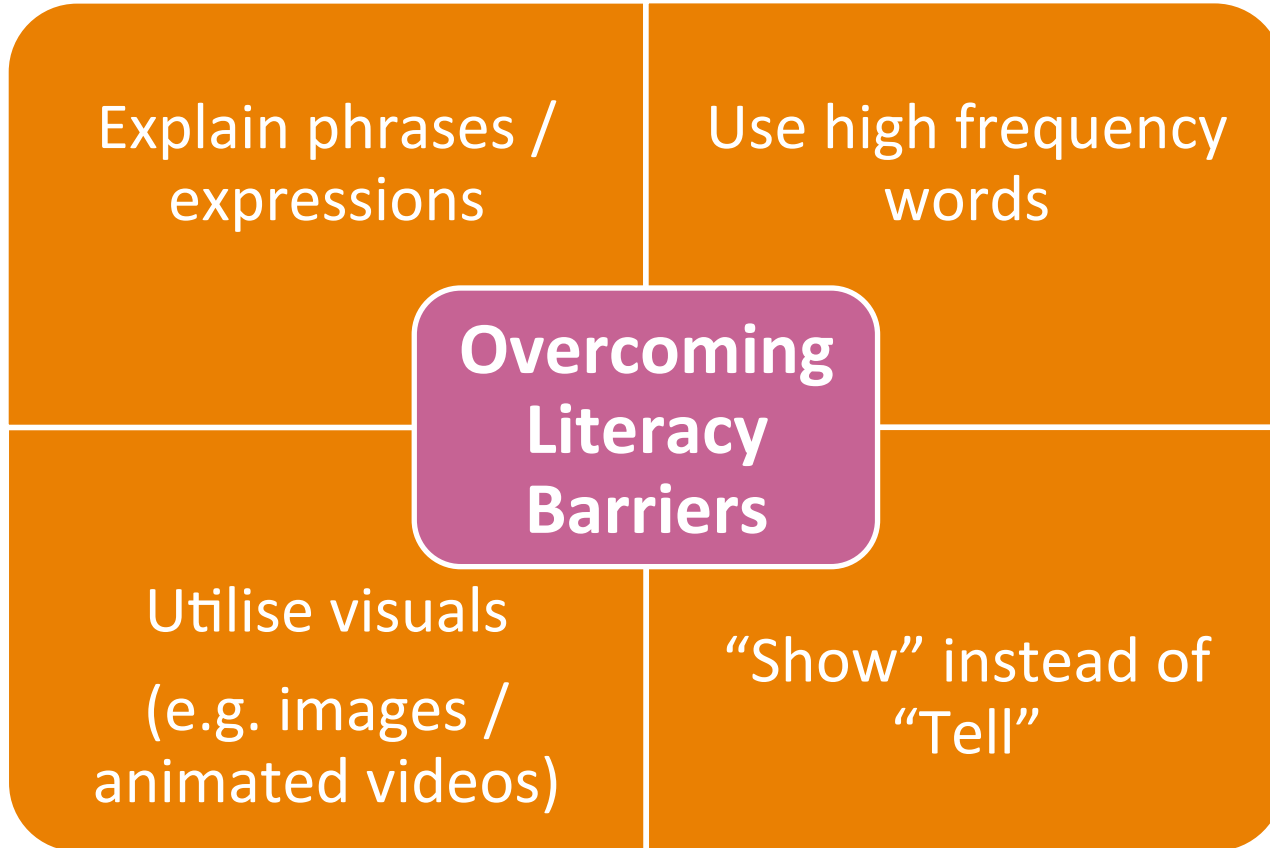 Explain phrases /
expressions
Use high frequency
words
Overcoming
Literacy
Barriers
Utilise visuals
(e.g. images /
animated videos)
“Show” instead of
“Tell”